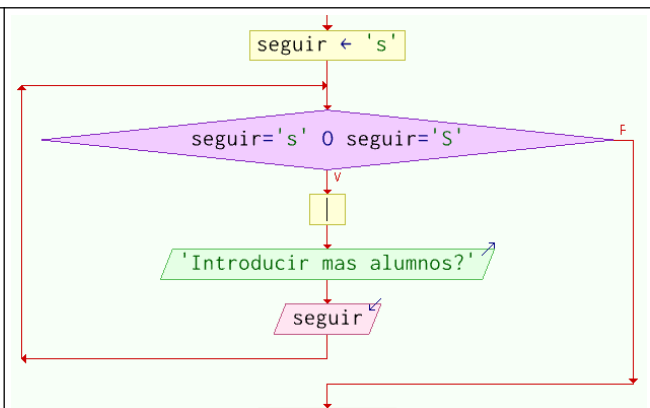 seguir ← 's'
seguir='s' O seguir='S'
F
V
'Introducir mas alumnos?'
seguir